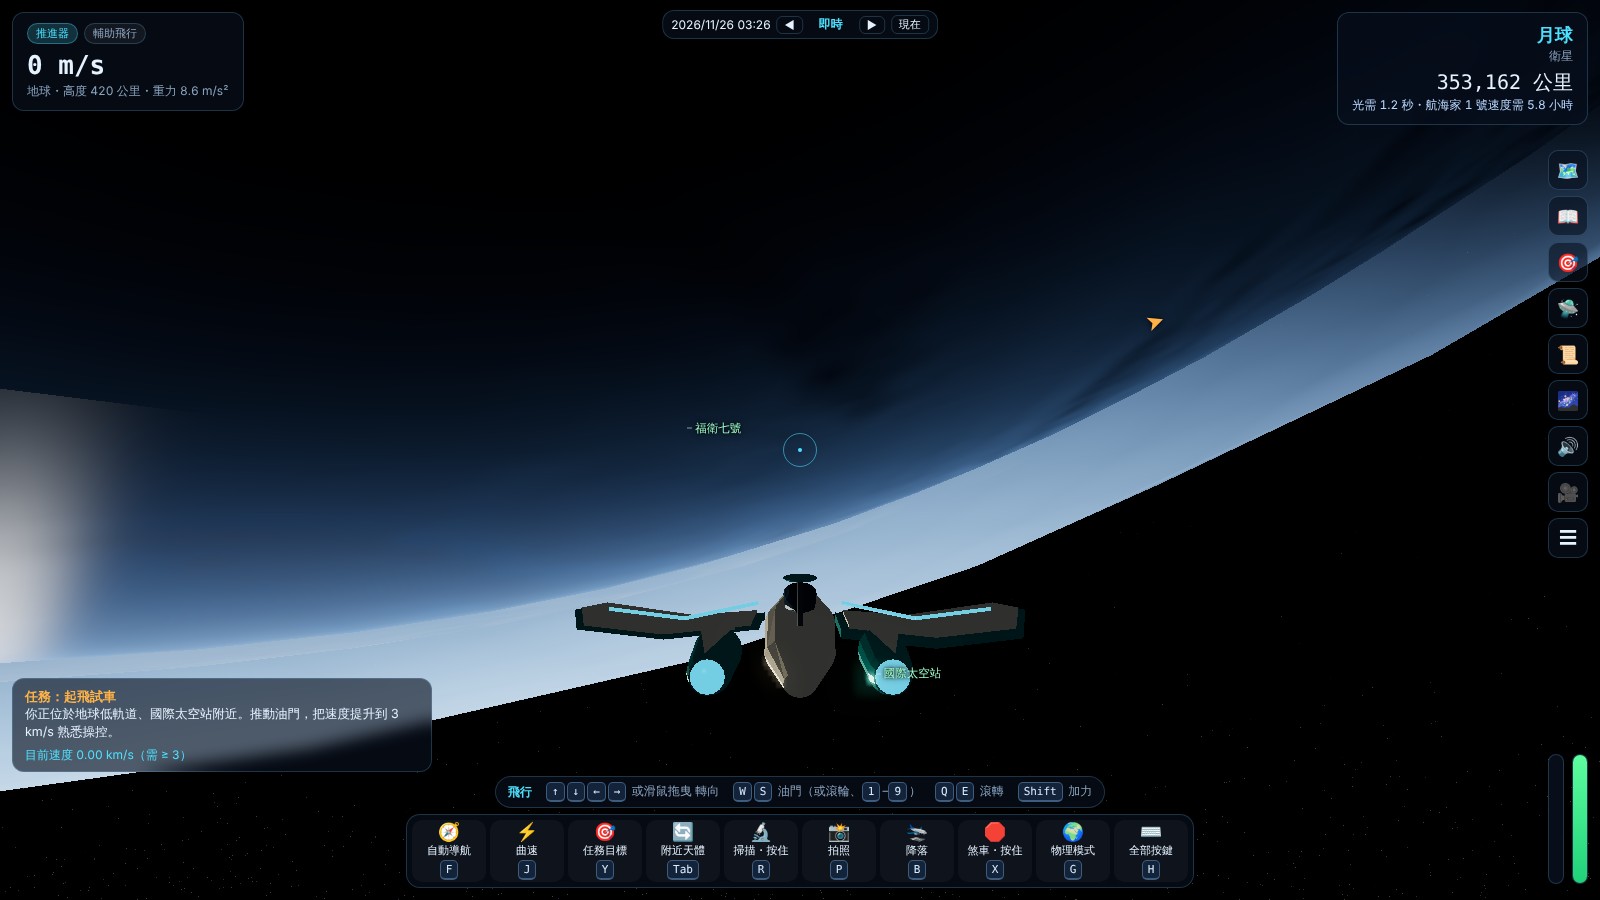 推進器 輔助飛行
0 m/s
地球・高度 420 公里・重力 8.6 m/s²
2026/11/26 03:26 ◀ 即時 ▶ 現在
月球
衛星
353,162 公里
光需 1.2 秒・航海家 1 號速度需 5.8 小時
福衛七號
國際太空站
任務：起飛試車
你正位於地球低軌道、國際太空站附近。推動油門，把速度提升到 3
km/s 熟悉操控。
目前速度 0.00 km/s（需 ≥ 3）
飛行 ↑ ↓ ← → 或滑鼠拖曳 轉向 W S 油門（或滾輪、1–9） Q E 滾轉 Shift 加力
自動導航 曲速 任務目標 附近天體 掃描・按住 拍照 降落 煞車・按住 物理模式 全部按鍵
F J Y Tab R P B X G H